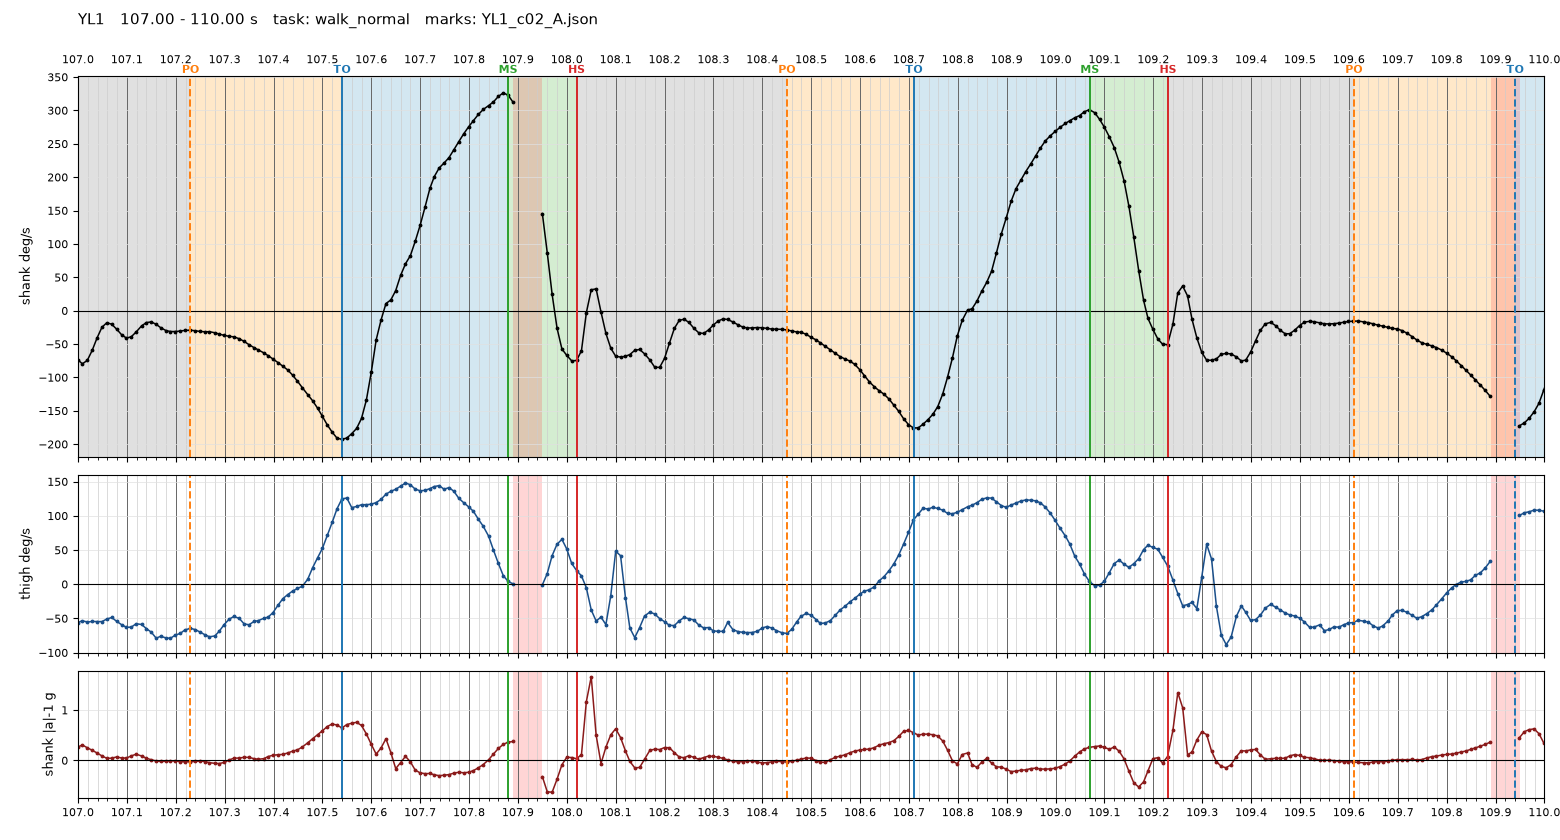 YL1   107.00 - 110.00 s   task: walk_normal   marks: YL1_c02_A.json
107.0 107.1 107.2 107.3 107.4 107.5 107.6 107.7 107.8 107.9 108.0 108.1 108.2 108.3 108.4 108.5 108.6 108.7 108.8 108.9 109.0 109.1 109.2 109.3 109.4 109.5 109.6 109.7 109.8 109.9 110.0
PO TO MS HS PO TO MS HS PO TO
350
300
250
200
150
100
50
0
−50
−100
−150
−200
shank deg/s
150
100
50
0
−50
−100
thigh deg/s
1
0
shank |a|-1 g
107.0 107.1 107.2 107.3 107.4 107.5 107.6 107.7 107.8 107.9 108.0 108.1 108.2 108.3 108.4 108.5 108.6 108.7 108.8 108.9 109.0 109.1 109.2 109.3 109.4 109.5 109.6 109.7 109.8 109.9 110.0